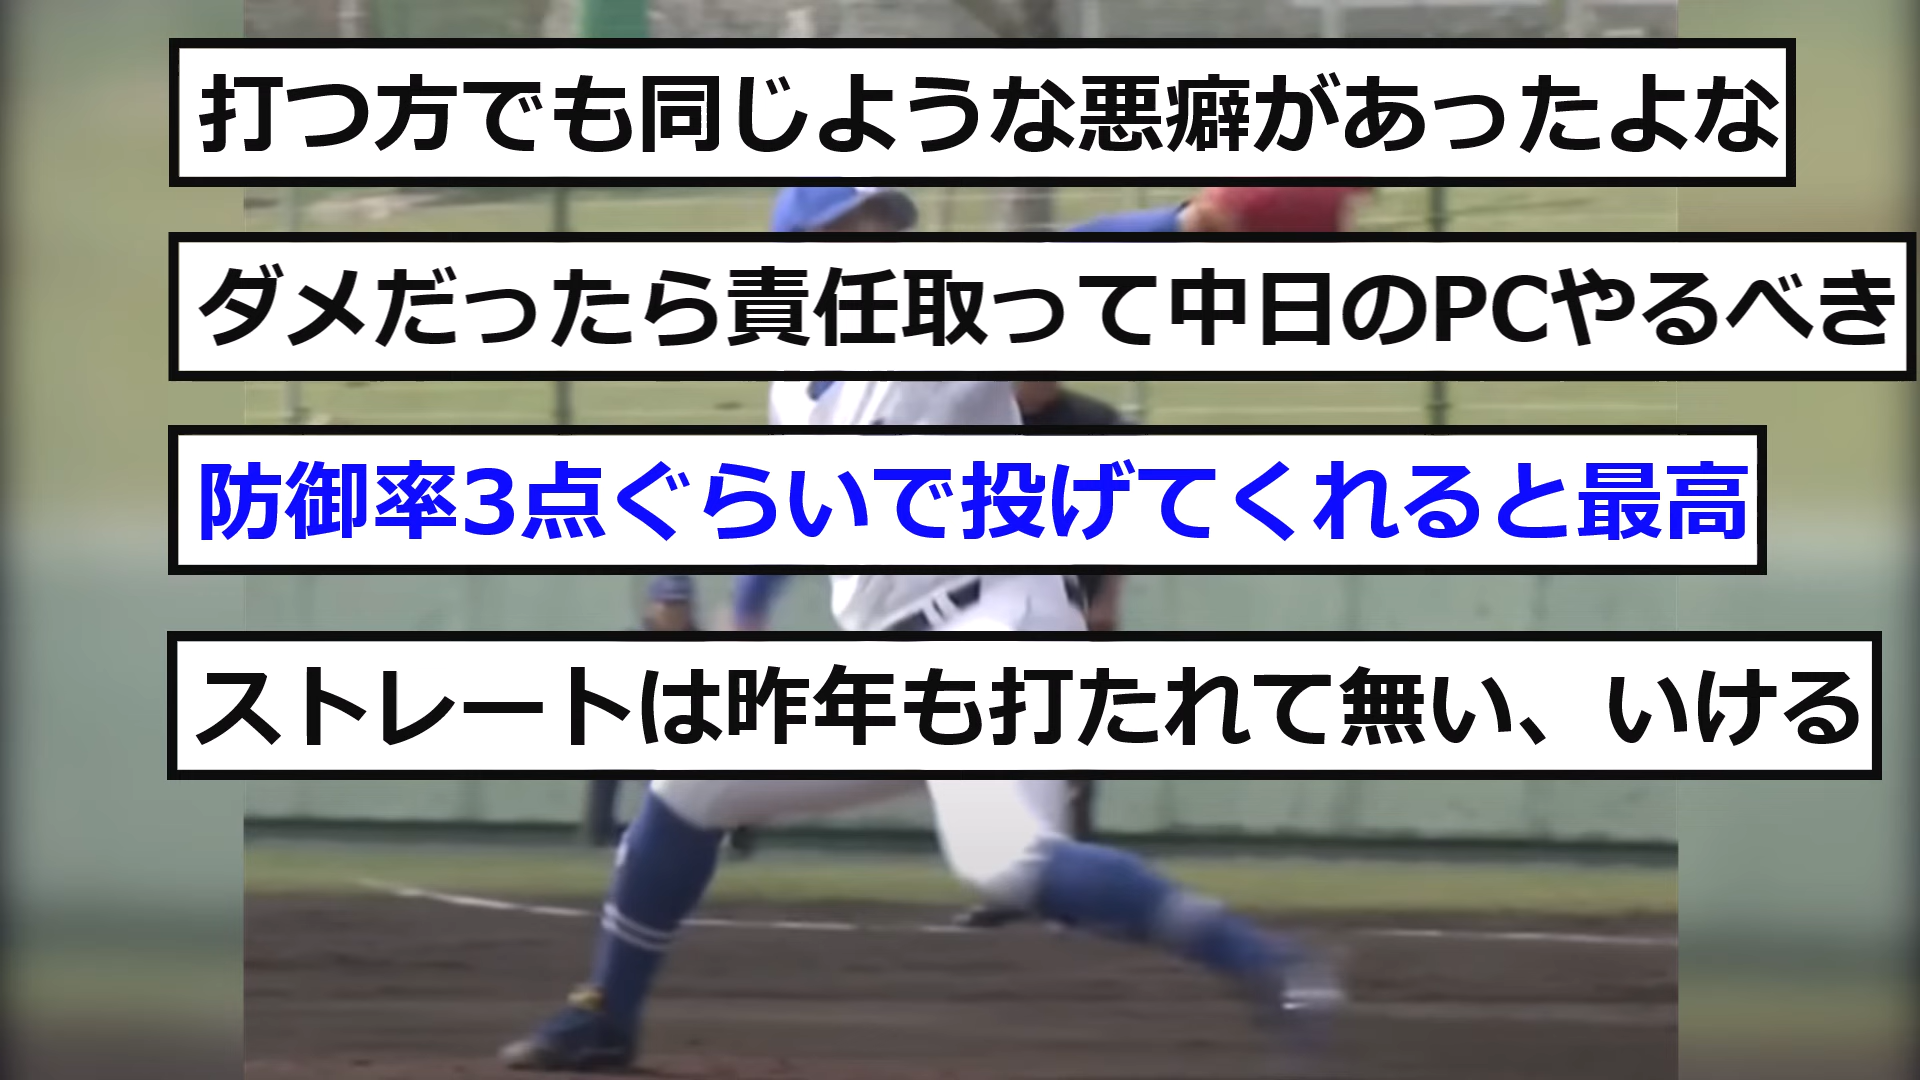 打つ方でも同じような悪癖があったよな
ダメだったら責任取って中日のPCやるべき
防御率3点ぐらいで投げてくれると最高
ストレートは昨年も打たれて無い、いける